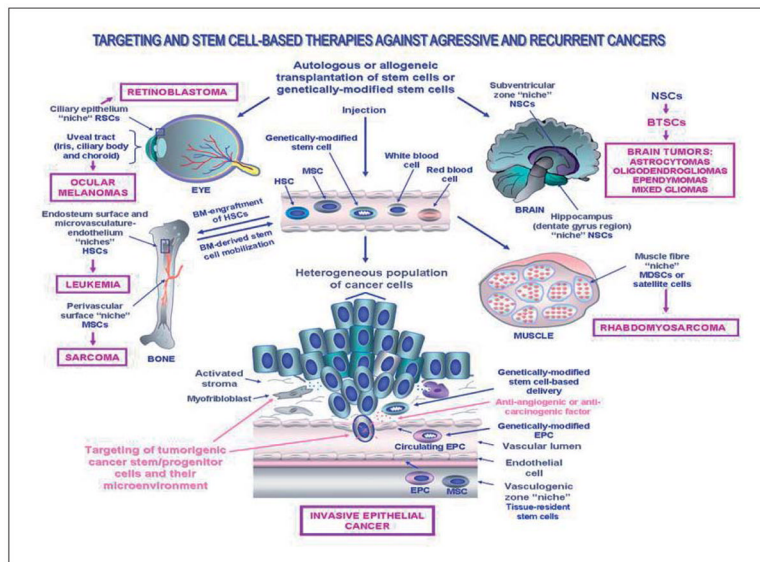 TARGETING AND STEM CELL-BASED THERAPIES AGAINST AGRESSIVE AND RECURRENT CANCERS
Autologous or allogeneic
transplantation of stem cells or
genetically-modified stem cells
Injection
RETINOBLASTOMA
Ciliary epithelium
"niche" RSCs
Uveal tract
(Iris, ciliary body
and choroid)
EYE
OCULAR
MELANOMAS
Endosteum surface and
microvasculature-
endothelium "niches"
HSCs
LEUKEMIA
Perivascular
surface "niche"
MSCs
SARCOMA
BONE
BM-engraftment
of HSCs
BM-derived stem
cell mobilization
Genetically-modified
stem cell
HSC
MSC
White blood
cell
Red blood
cell
Subventricular
zone "niche"
NSCs
BRAIN
Hippocampus
(dentate gyrus region)
"niche" NSCs
NSCs
BTSCs
BRAIN TUMORS:
ASTROCYTOMAS
OLIGODENDROGLIOMAS
EPENDYMOMAS
MIXED GLIOMAS
Muscle fibre
"niche"
MDSCs or
satellite cells
MUSCLE
RHABDOMYOSARCOMA
Heterogeneous population
of cancer cells
Activated
stroma
Myofribloblast
Targeting of tumorigenic
cancer stem/progenitor
cells and their
microenvironment
Genetically-modified
stem cell-based
delivery
Anti-angiogenic or anti-
carcinogenic factor
Genetically-modified
EPC
Circulating EPC
Vascular lumen
Endothelial
cell
EPC
MSC
Vasculogenic
zone "niche"
Tissue-resident
stem cells
INVASIVE EPITHELIAL
CANCER